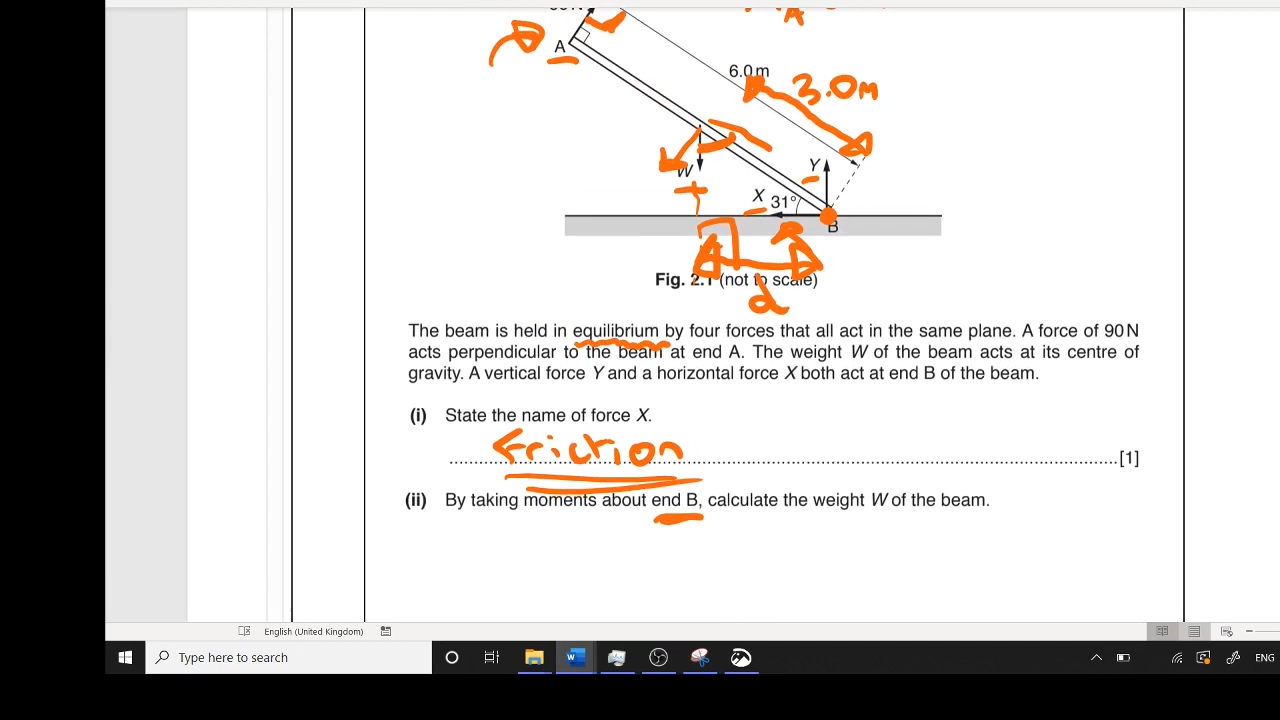 A
6.0 m
3.0m
W
Y
X 31°
B
d
Fig. 2.1 (not to scale)
The beam is held in equilibrium by four forces that all act in the same plane. A force of 90 N
acts perpendicular to the beam at end A. The weight W of the beam acts at its centre of
gravity. A vertical force Y and a horizontal force X both act at end B of the beam.
(i) State the name of force X.
friction
[1]
(ii) By taking moments about end B, calculate the weight W of the beam.
English (United Kingdom)
Type here to search
ENG